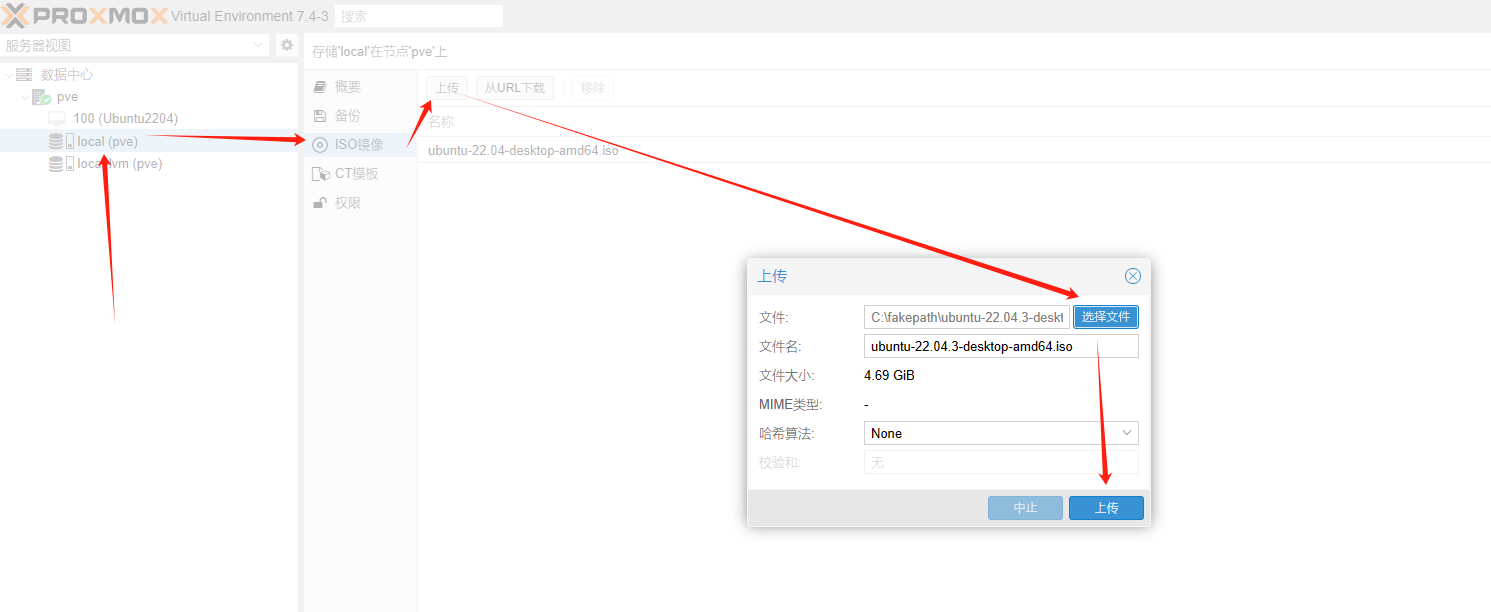 PROXMOX Virtual Environment 7.4-3 搜索
服务器视图
存储'local'在节点'pve'上
数据中心
pve
100 (Ubuntu2204)
local (pve)
local-lvm (pve)
概要
备份
ISO镜像
CT模板
权限
上传 从URL下载 移除
名称
ubuntu-22.04-desktop-amd64.iso
上传
文件: C:\fakepath\ubuntu-22.04.3-deskt 选择文件
文件名: ubuntu-22.04.3-desktop-amd64.iso
文件大小: 4.69 GiB
MIME类型: -
哈希算法: None
校验和: 无
中止 上传